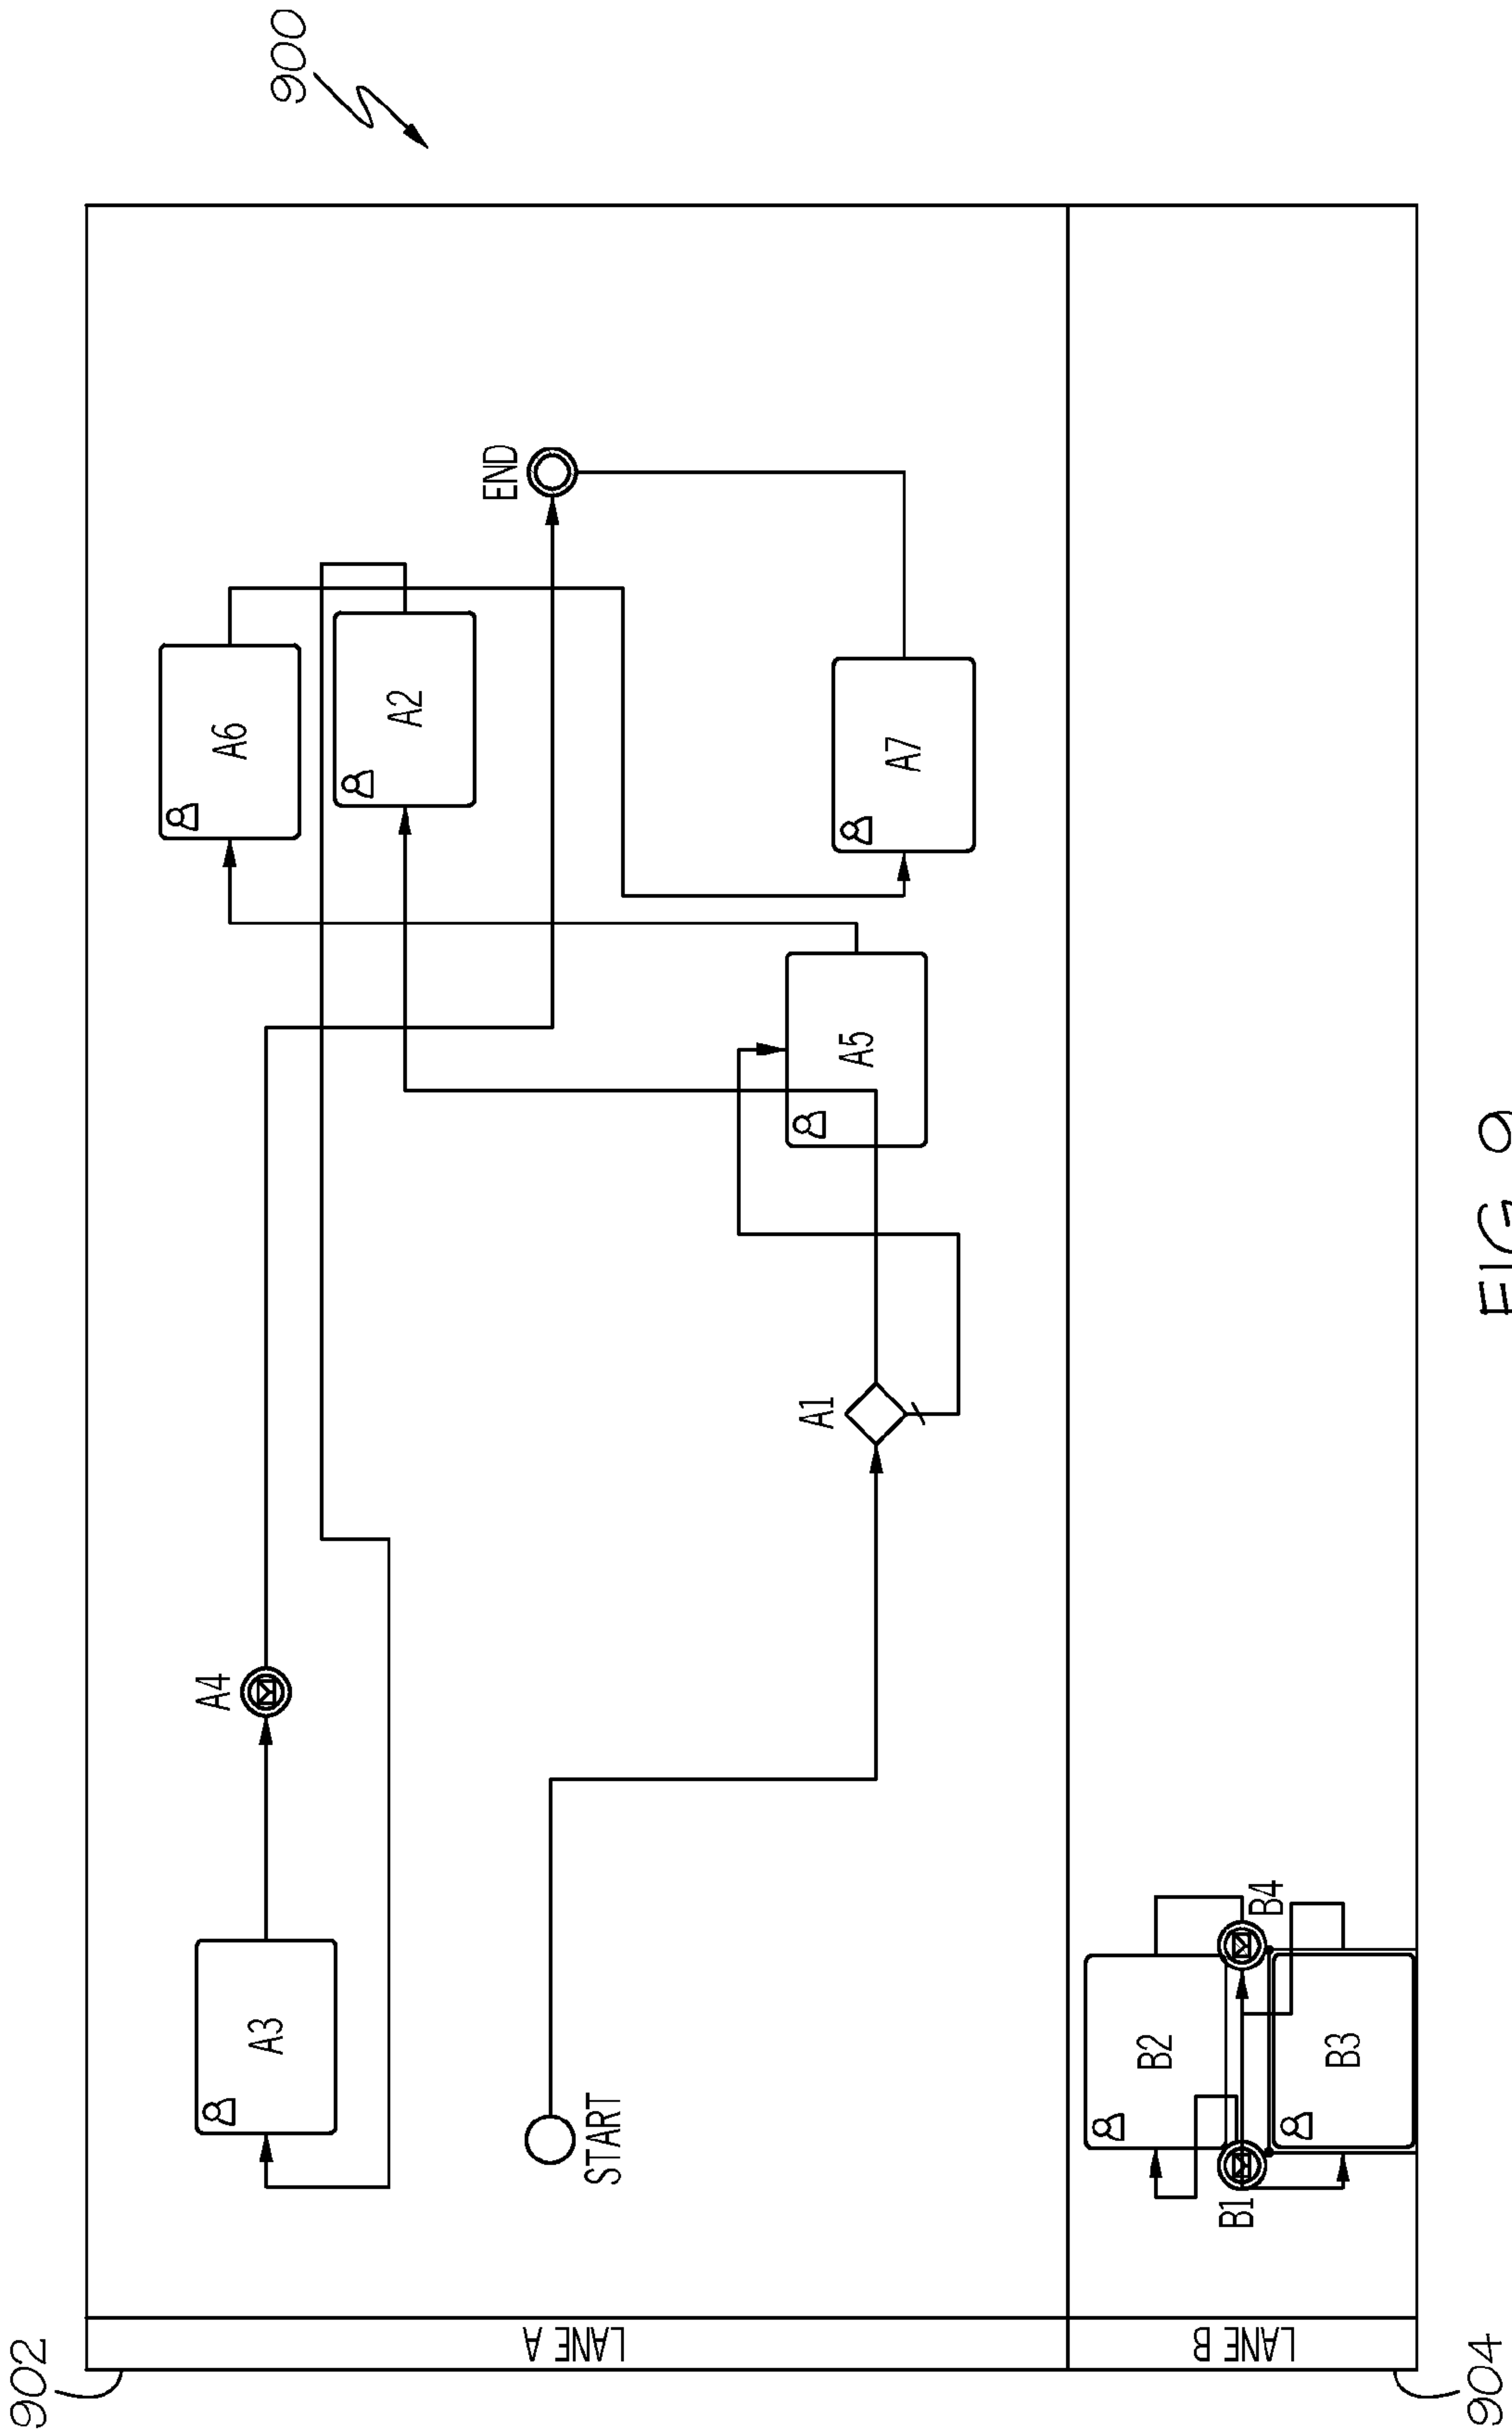 900
902
LANE A
A6
A2
END
A3
A4
START
A1
A5
A7
LANE B
904
B2
B1
B4
B3
FIG. 9